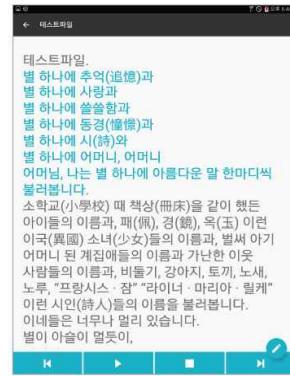 테스트파일
테스트파일.
별 하나에 추억(追憶)과
별 하나에 사랑과
별 하나에 쓸쓸함과
별 하나에 동경(憧憬)과
별 하나에 시(詩)와
별 하나에 어머니, 어머니
어머님, 나는 별 하나에 아름다운 말 한마디씩
불러봅니다.
소학교(小學校) 때 책상(冊床)을 같이 했든
아이들의 이름과, 패(佩), 경(鏡), 옥(玉) 이런
이국(異國) 소녀(少女)들의 이름과, 벌써 아기
어머니 된 계집애들의 이름과 가난한 이웃
사람들의 이름과, 비둘기, 강아지, 토끼, 노새,
노루, "프랑시스 · 잠" "라이너 · 마리아 · 릴케"
이런 시인(詩人)들의 이름을 불러봅니다.
이네들은 너무나 멀리 있습니다.
별이 아슬이 멀듯이,